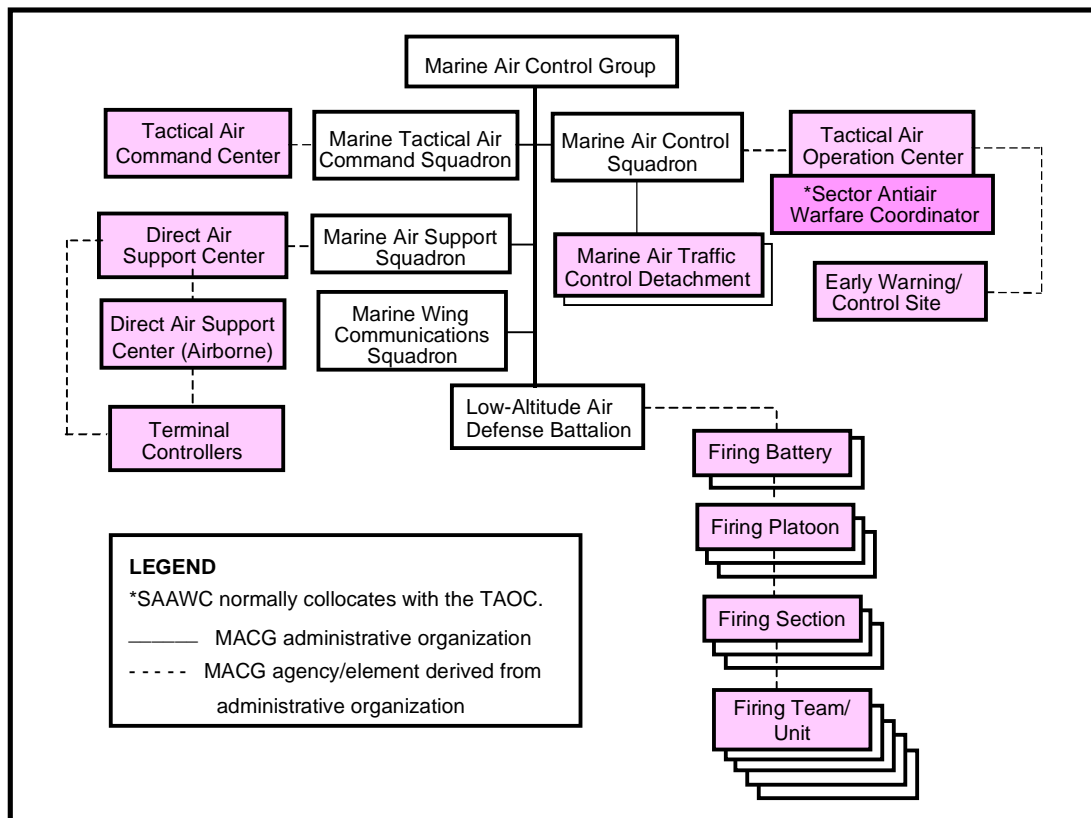 Marine Air Control Group
Tactical Air
Command Center
Marine Tactical Air
Command Squadron
Marine Air Control
Squadron
Tactical Air
Operation Center
*Sector Antiair
Warfare Coordinator
Direct Air
Support Center
Marine Air Support
Squadron
Marine Air Traffic
Control Detachment
Early Warning/
Control Site
Direct Air Support
Center (Airborne)
Marine Wing
Communications
Squadron
Terminal
Controllers
Low-Altitude Air
Defense Battalion
Firing Battery
Firing Platoon
Firing Section
Firing Team/
Unit
LEGEND
*SAAWC normally collocates with the TAOC.
MACG administrative organization
MACG agency/element derived from
administrative organization